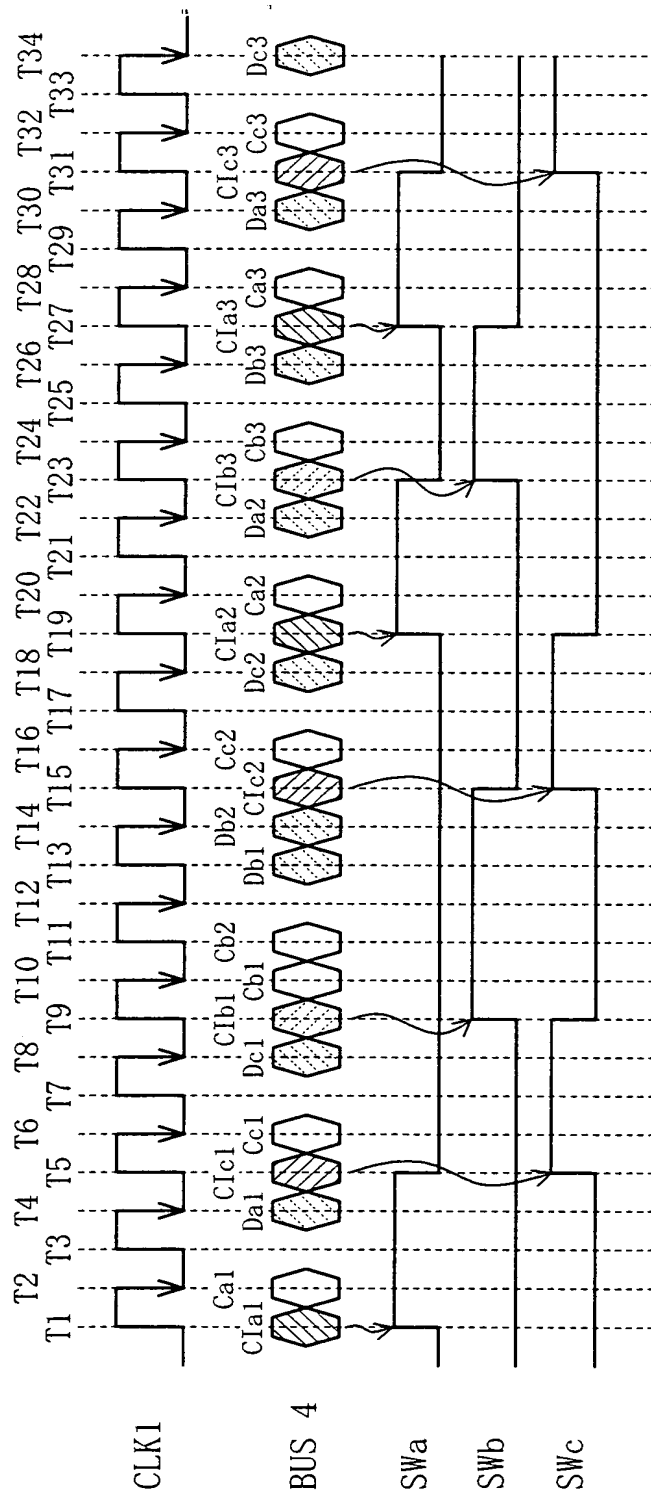 T1 T2 T3 T4 T5 T6 T7 T8 T9 T10 T11 T12 T13 T14 T15 T16 T17 T18 T19 T20 T21 T22 T23 T24 T25 T26 T27 T28 T29 T30 T31 T32 T33 T34
CLK1
CIa1 Ca1 Da1 CIc1 Cc1 Dc1 CIb1 Cb1 Cb2 Db1 Db2 CIc2 Cc2 Dc2 CIa2 Ca2 Da2 CIb3 Cb3 Db3 CIa3 Ca3 Da3 CIc3 Cc3 Dc3
BUS 4
SWa
SWb
SWc